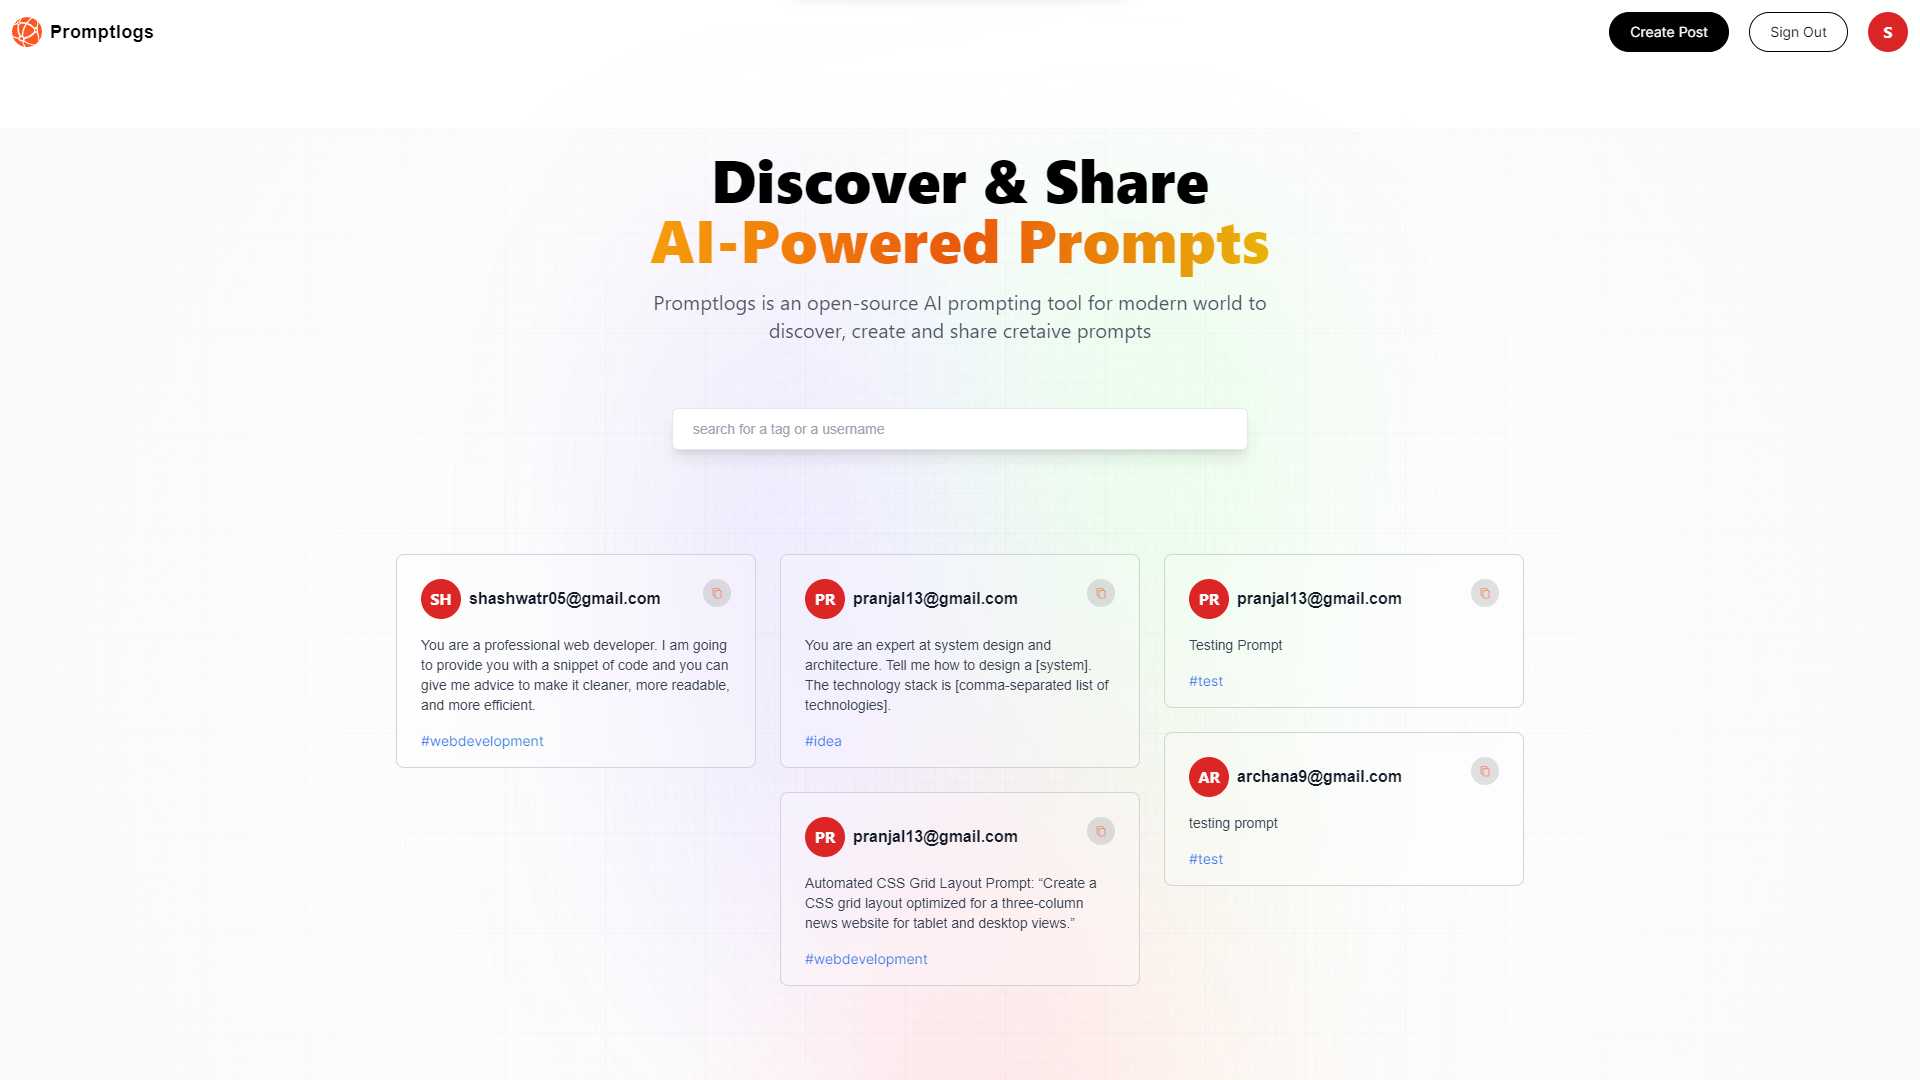 Promptlogs
Create Post
Sign Out
S
Discover & Share
AI-Powered Prompts
Promptlogs is an open-source AI prompting tool for modern world to
discover, create and share cretaive prompts
search for a tag or a username
SH
shashwatr05@gmail.com
You are a professional web developer. I am going
to provide you with a snippet of code and you can
give me advice to make it cleaner, more readable,
and more efficient.
#webdevelopment
PR
pranjal13@gmail.com
You are an expert at system design and
architecture. Tell me how to design a [system].
The technology stack is [comma-separated list of
technologies].
#idea
PR
pranjal13@gmail.com
Automated CSS Grid Layout Prompt: “Create a
CSS grid layout optimized for a three-column
news website for tablet and desktop views.”
#webdevelopment
PR
pranjal13@gmail.com
Testing Prompt
#test
AR
archana9@gmail.com
testing prompt
#test